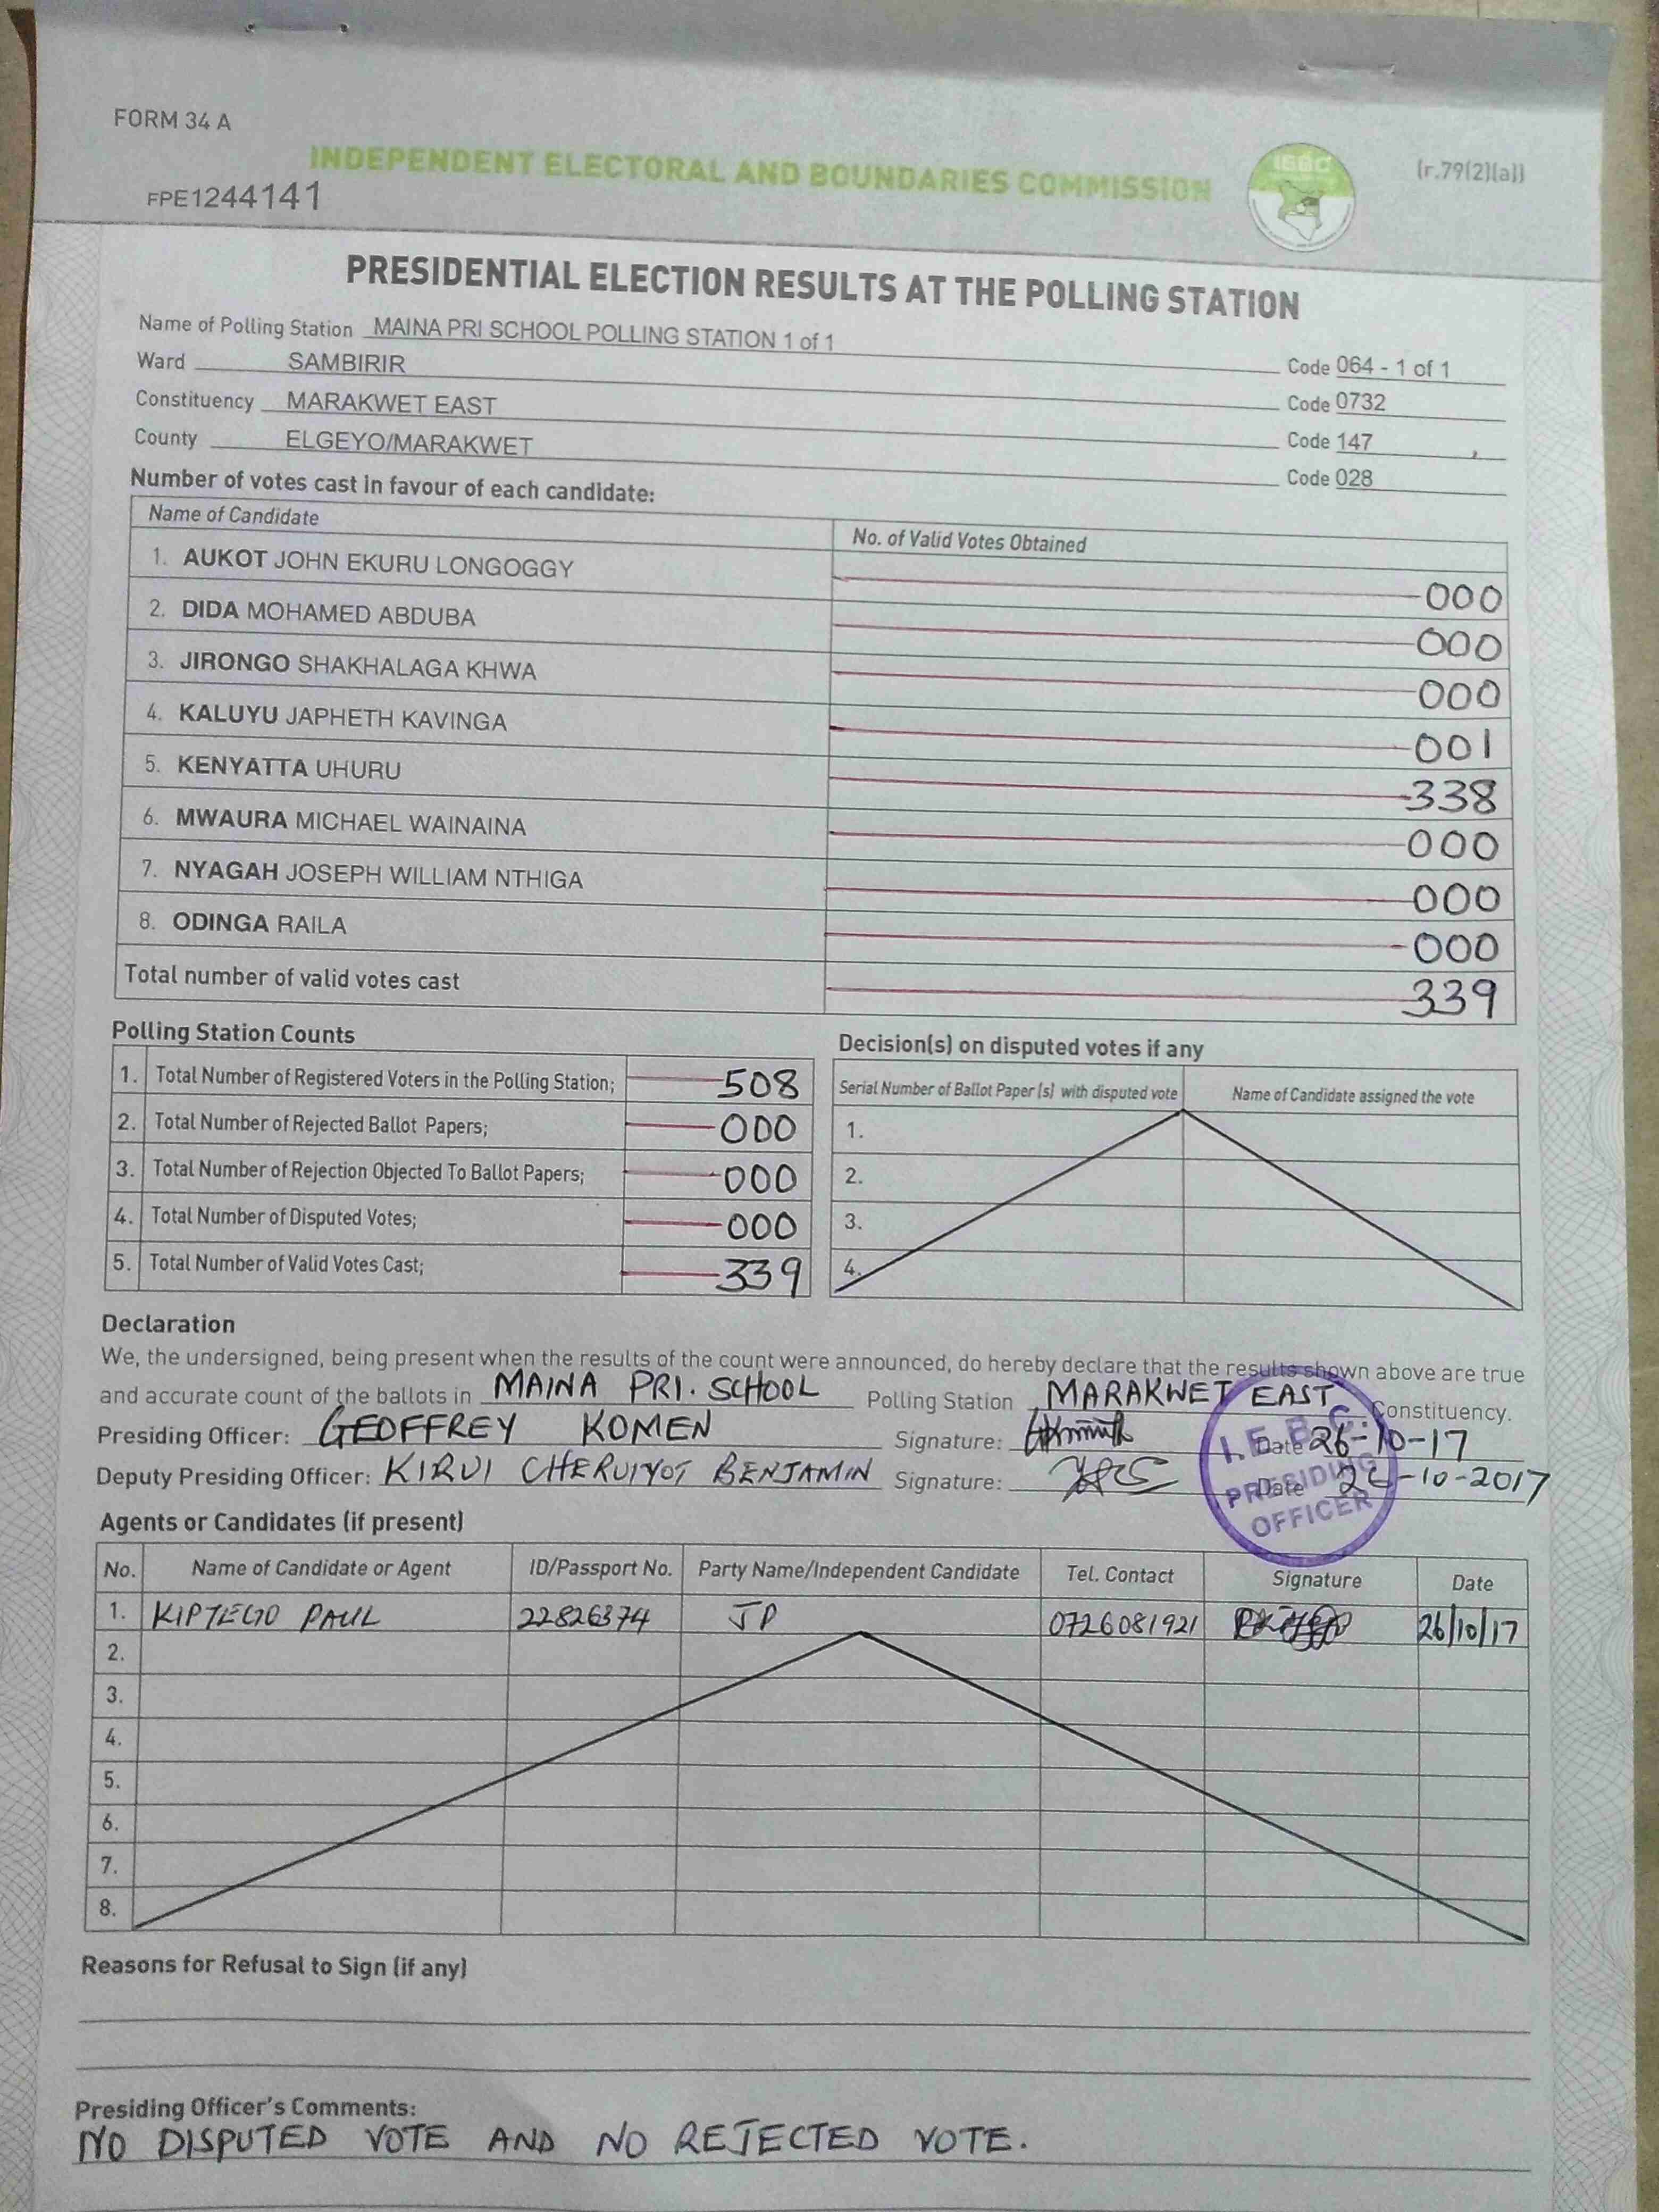 FORM 34 A
INDEPENDENT ELECTORAL AND BOUNDARIES COMMISSION
IEBC
(r.79(2)(a))
FPE1244141
PRESIDENTIAL ELECTION RESULTS AT THE POLLING STATION
Name of Polling Station MAINA PRI SCHOOL POLLING STATION 1 of 1 Code 064 - 1 of 1
Ward SAMBIRIR Code 0732
Constituency MARAKWET EAST Code 147
County ELGEYO/MARAKWET Code 028
Number of votes cast in favour of each candidate:
Name of Candidate No. of Valid Votes Obtained
1. AUKOT JOHN EKURU LONGOGGY 000
2. DIDA MOHAMED ABDUBA 000
3. JIRONGO SHAKHALAGA KHWA 000
4. KALUYU JAPHETH KAVINGA 001
5. KENYATTA UHURU 338
6. MWAURA MICHAEL WAINAINA 000
7. NYAGAH JOSEPH WILLIAM NTHIGA 000
8. ODINGA RAILA 000
Total number of valid votes cast 339
Polling Station Counts
1. Total Number of Registered Voters in the Polling Station; 508
2. Total Number of Rejected Ballot Papers; 000
3. Total Number of Rejection Objected To Ballot Papers; 000
4. Total Number of Disputed Votes; 000
5. Total Number of Valid Votes Cast; 339
Decision(s) on disputed votes if any
Serial Number of Ballot Paper (s) with disputed vote Name of Candidate assigned the vote
1.
2.
3.
4.
Declaration
We, the undersigned, being present when the results of the count were announced, do hereby declare that the results shown above are true
and accurate count of the ballots in MAINA PRI. SCHOOL Polling Station MARAKWET EAST Constituency.
Presiding Officer: GEOFFREY KOMEN Signature: Date 26-10-17
Deputy Presiding Officer: KIRUI CHERUIYOT BENJAMIN Signature: Date 26-10-2017
I.E.B.C.
PRESIDING
OFFICER
Agents or Candidates (if present)
No. Name of Candidate or Agent ID/Passport No. Party Name/Independent Candidate Tel. Contact Signature Date
1. KIPTEGO PAUL 22826374 JP 0726081921 26/10/17
2.
3.
4.
5.
6.
7.
8.
Reasons for Refusal to Sign (if any)
Presiding Officer's Comments:
NO DISPUTED VOTE AND NO REJECTED VOTE.